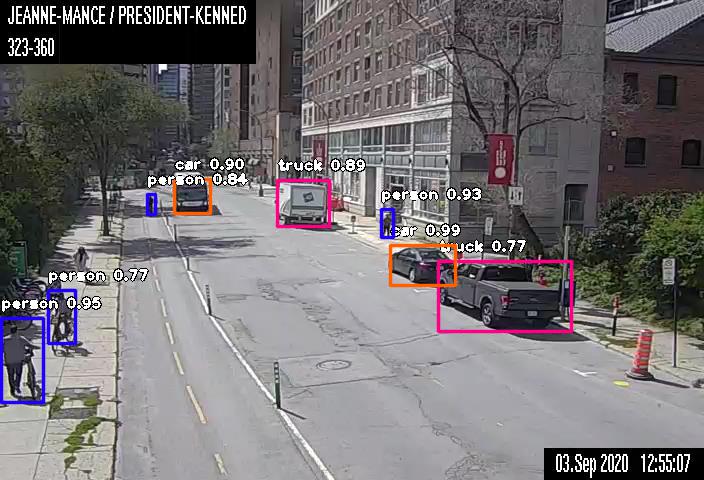 JEANNE-MANCE / PRESIDENT-KENNED
323-360
car 0.90
person 0.84
truck 0.89
person 0.93
car 0.99
truck 0.77
person 0.77
person 0.95
03.Sep 2020 12:55:07